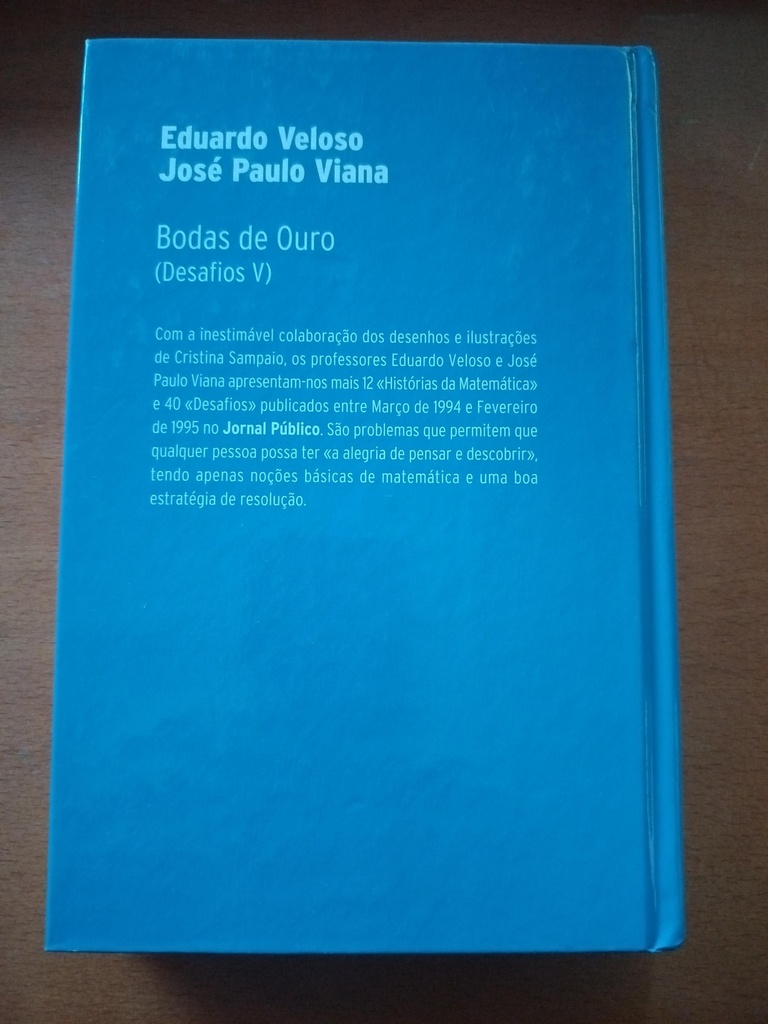 Eduardo Veloso
José Paulo Viana
Bodas de Ouro
(Desafios V)
Com a inestimável colaboração dos desenhos e ilustrações
de Cristina Sampaio, os professores Eduardo Veloso e José
Paulo Viana apresentam-nos mais 12 «Histórias da Matemática»
e 40 «Desafios» publicados entre Março de 1994 e Fevereiro
de 1995 no Jornal Público. São problemas que permitem que
qualquer pessoa possa ter «a alegria de pensar e descobrir»,
tendo apenas noções básicas de matemática e uma boa
estratégia de resolução.